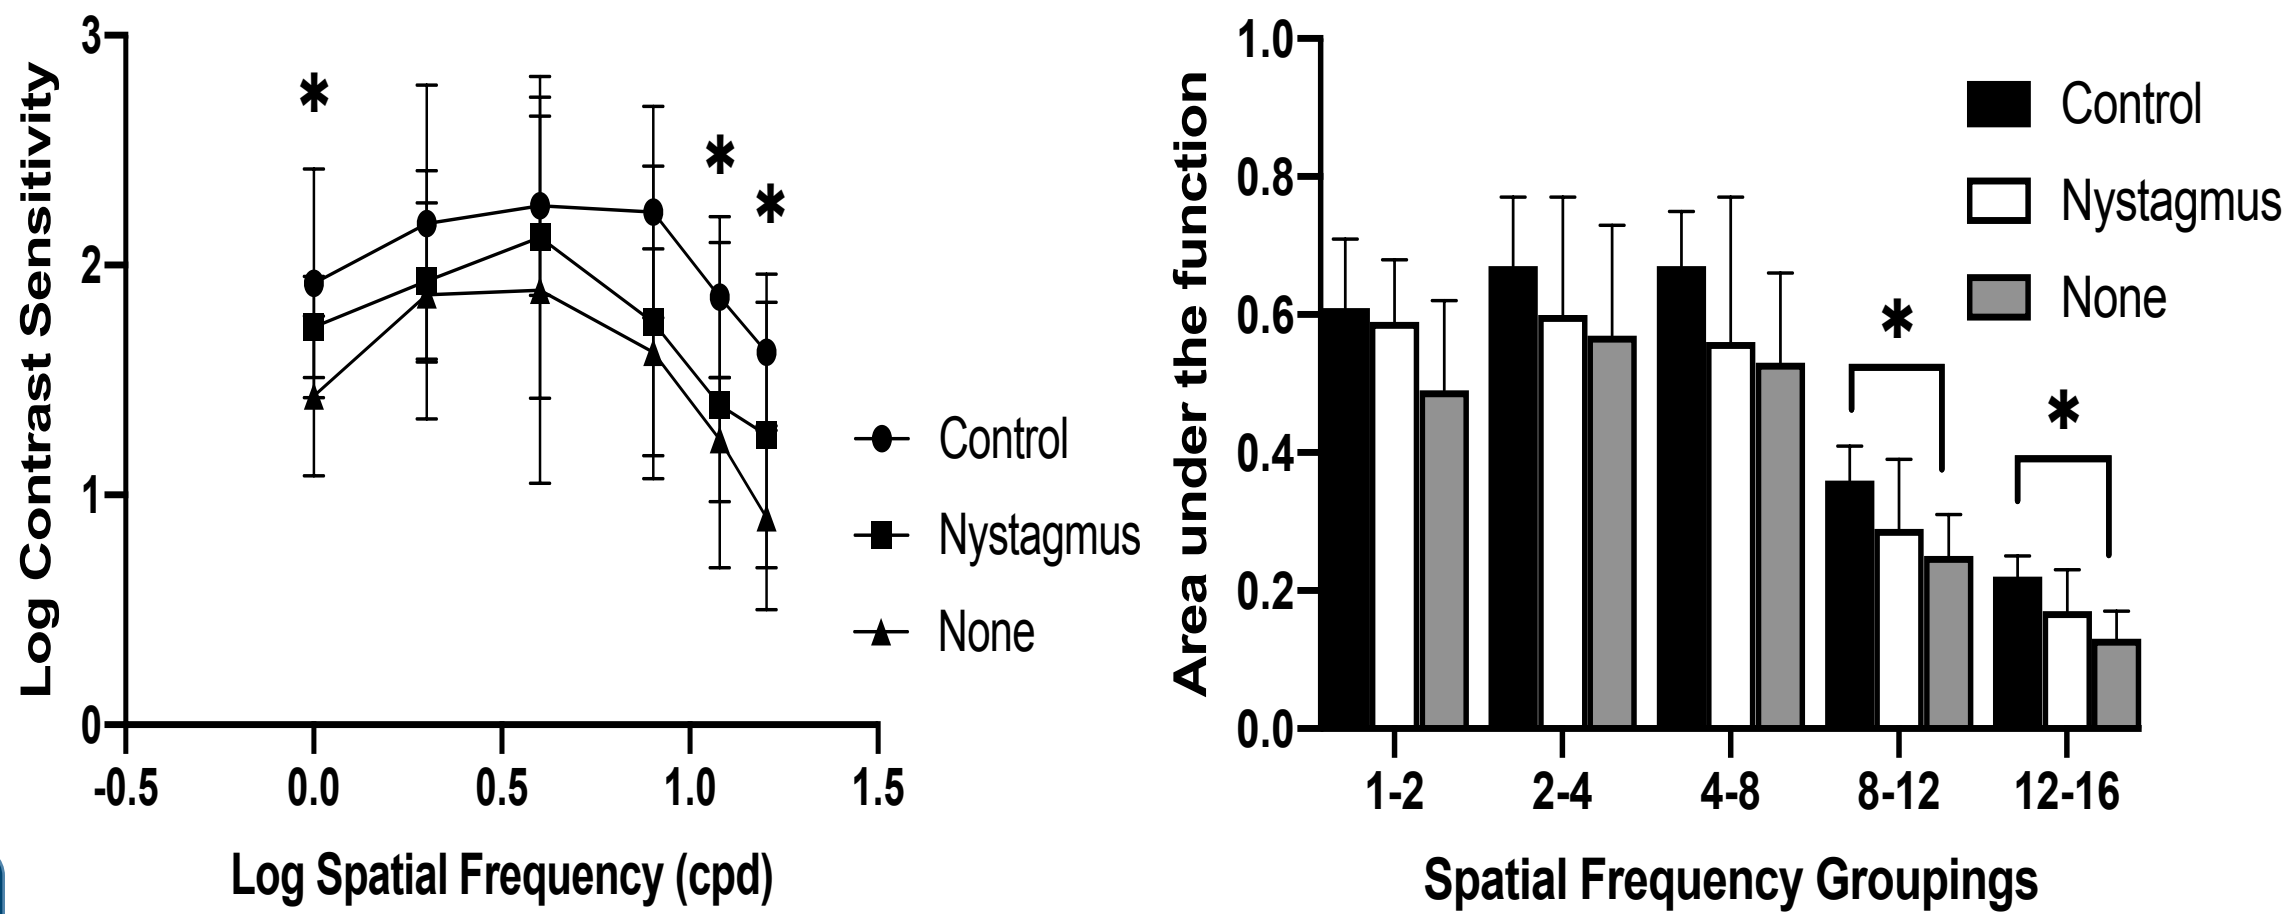 Log Contrast Sensitivity
3
2
1
0
*
*
*
-0.5
0.0
0.5
1.0
1.5
Log Spatial Frequency (cpd)
Control
Nystagmus
None
Area under the function
1.0
0.8
0.6
0.4
0.2
0.0
*
*
1-2
2-4
4-8
8-12
12-16
Spatial Frequency Groupings
Control
Nystagmus
None